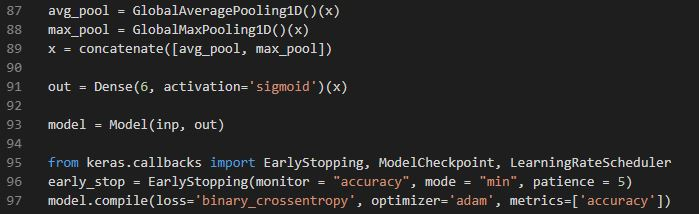 87 avg_pool = GlobalAveragePooling1D()(x)
88 max_pool = GlobalMaxPooling1D()(x)
89 x = concatenate([avg_pool, max_pool])
90
91 out = Dense(6, activation='sigmoid')(x)
92
93 model = Model(inp, out)
94
95 from keras.callbacks import EarlyStopping, ModelCheckpoint, LearningRateScheduler
96 early_stop = EarlyStopping(monitor = "accuracy", mode = "min", patience = 5)
97 model.compile(loss='binary_crossentropy', optimizer='adam', metrics=['accuracy'])